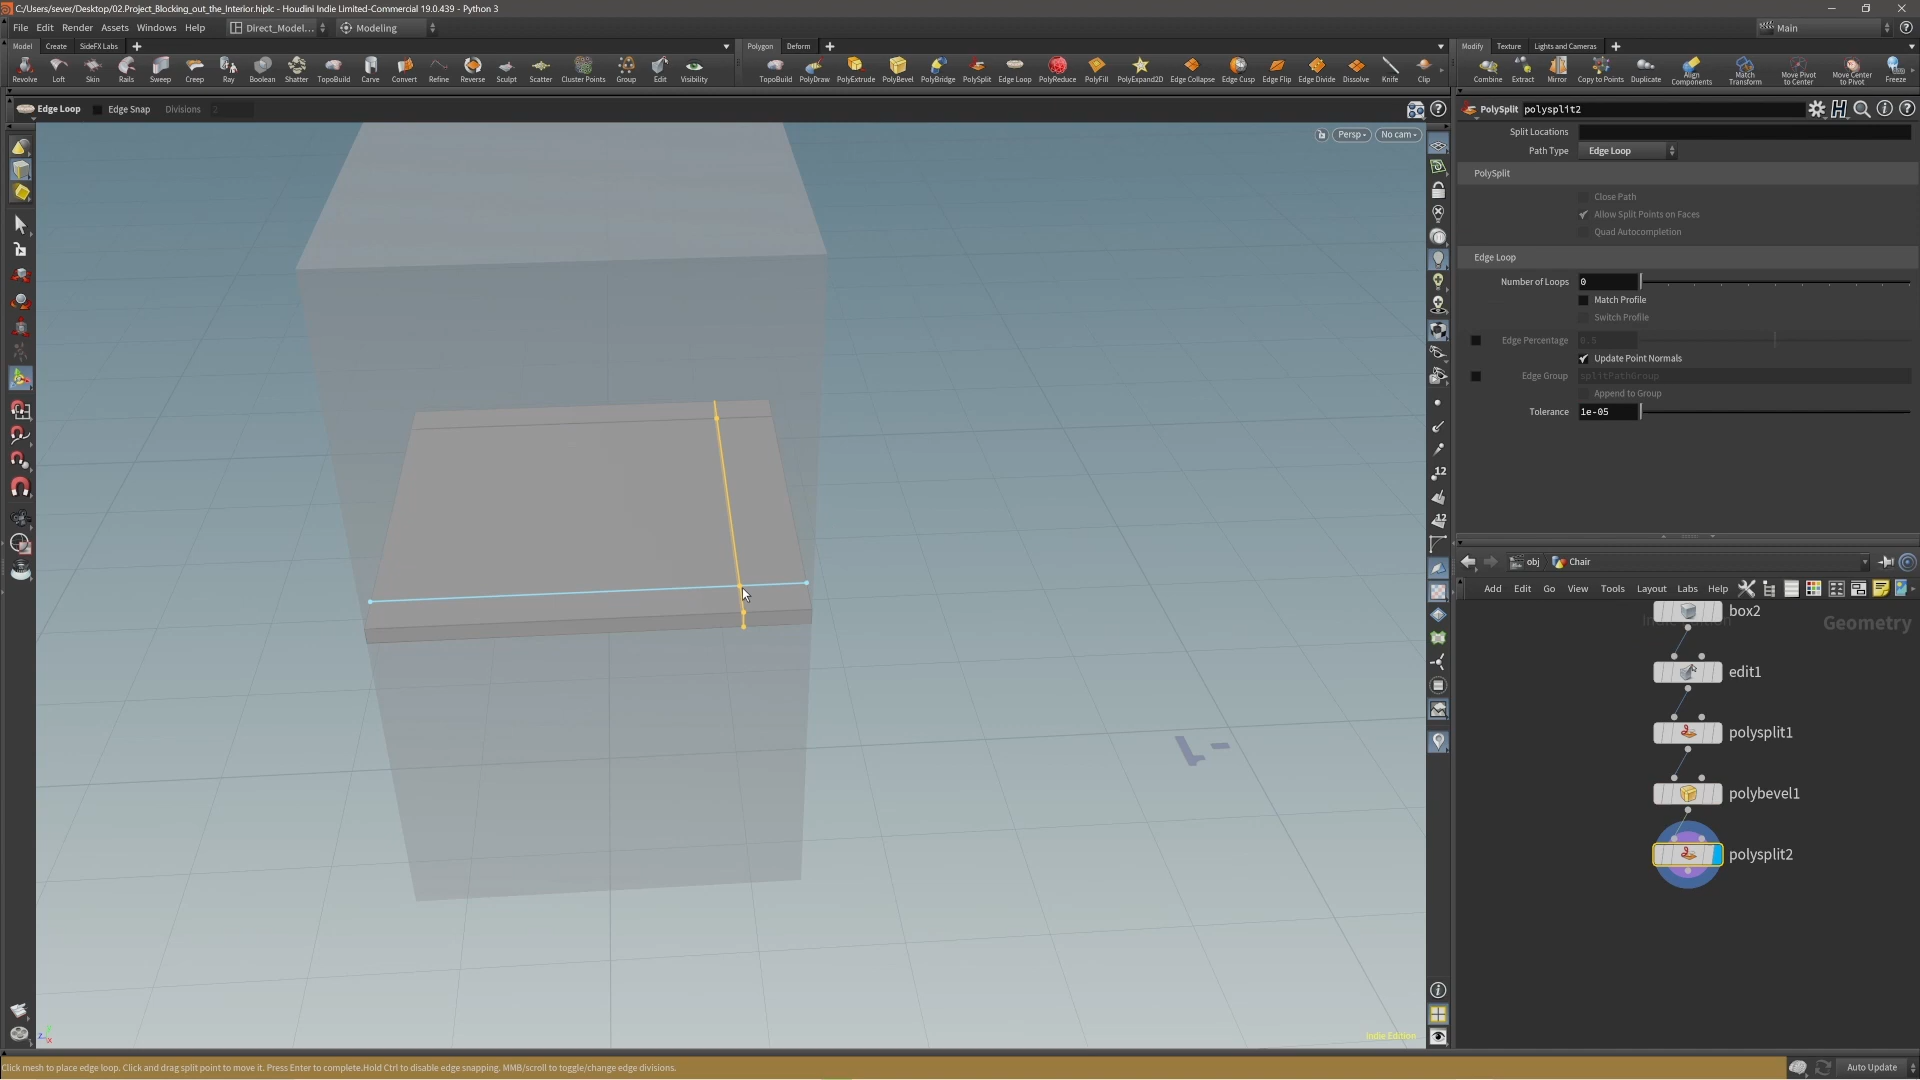 C:/Users/sever/Desktop/02.Project_Blocking_out_the_Interior.hiplc - Houdini Indie Limited-Commercial 19.0.439 - Python 3
File Edit Render Assets Windows Help Direct_Model... Modeling Main
Model Create SideFX Labs Polygon Deform Modify Texture Lights and Cameras
Revolve Loft Skin Rails Sweep Creep Ray Boolean Shatter TopoBuild Carve Convert Refine Reverse Sculpt Scatter Cluster Points Group Edit Visibility
TopoBuild PolyDraw PolyExtrude PolyBevel PolyBridge PolySplit Edge Loop PolyReduce PolyFill PolyExpand2D Edge Collapse Edge Cusp Edge Flip Edge Divide Dissolve Knife Clip
Combine Extract Mirror Copy to Points Duplicate Align Components Match Transform Move Pivot to Center Move Center to Pivot Freeze
Edge Loop Edge Snap Divisions 2
PolySplit polysplit2
Persp No cam
Split Locations
Path Type Edge Loop
PolySplit
Close Path
Allow Split Points on Faces
Quad Autocompletion
Edge Loop
Number of Loops 0
Match Profile
Switch Profile
Edge Percentage 0.5
Update Point Normals
Edge Group splitPathGroup
Append to Group
Tolerance 1e-05
12
12
obj Chair
Add Edit Go View Tools Layout Labs Help
box2
Geometry
edit1
polysplit1
polybevel1
polysplit2
y
z x
Indie Edition
Click mesh to place edge loop. Click and drag split point to move it. Press Enter to complete.Hold Ctrl to disable edge snapping. MMB/scroll to toggle/change edge divisions.
Auto Update